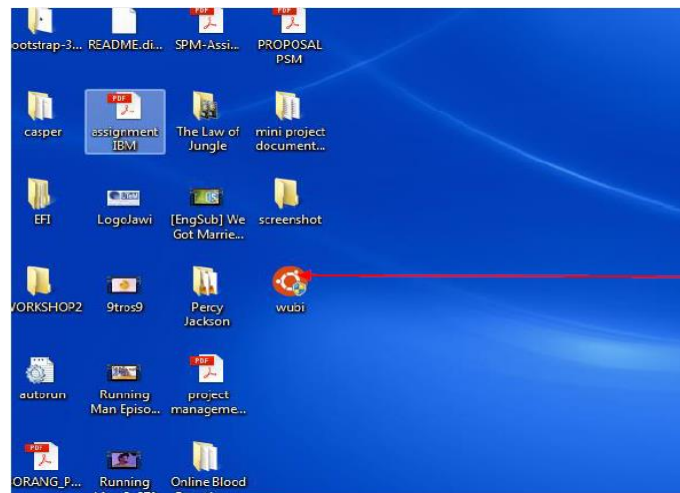 ootstrap-3...
README.di...
SPM-Assi...
PROPOSAL
PSM
casper
PDF
assignment
IBM
The Law of
Jungle
mini project
document...
EFI
LogoJawi
[EngSub] We
Got Marrie...
screenshot
WORKSHOP2
9tros9
Percy
Jackson
wubi
autorun
Running
Man Episo...
PDF
project
manageme...
PDF
BORANG_P...
Running
Online Blood